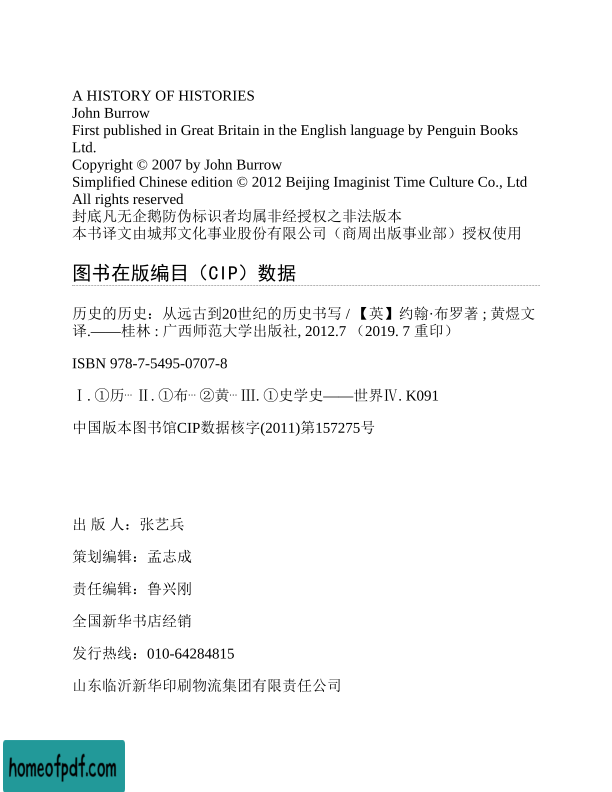 A HISTORY OF HISTORIES
John Burrow
First published in Great Britain in the English language by Penguin Books
Ltd.
Copyright © 2007 by John Burrow
Simplified Chinese edition © 2012 Beijing Imaginist Time Culture Co., Ltd
All rights reserved
封底凡无企鹅防伪标识者均属非经授权之非法版本
本书译文由城邦文化事业股份有限公司（商周出版事业部）授权使用
图书在版编目（CIP）数据
历史的历史：从远古到20世纪的历史书写 / 【英】约翰·布罗著 ; 黄煜文
译.——桂林 : 广西师范大学出版社, 2012.7 （2019. 7 重印）
ISBN 978-7-5495-0707-8
Ⅰ. ①历… Ⅱ. ①布… ②黄… Ⅲ. ①史学史——世界Ⅳ. K091
中国版本图书馆CIP数据核字(2011)第157275号
出 版 人：张艺兵
策划编辑：孟志成
责任编辑：鲁兴刚
全国新华书店经销
发行热线：010-64284815
山东临沂新华印刷物流集团有限责任公司
homeofpdf.com